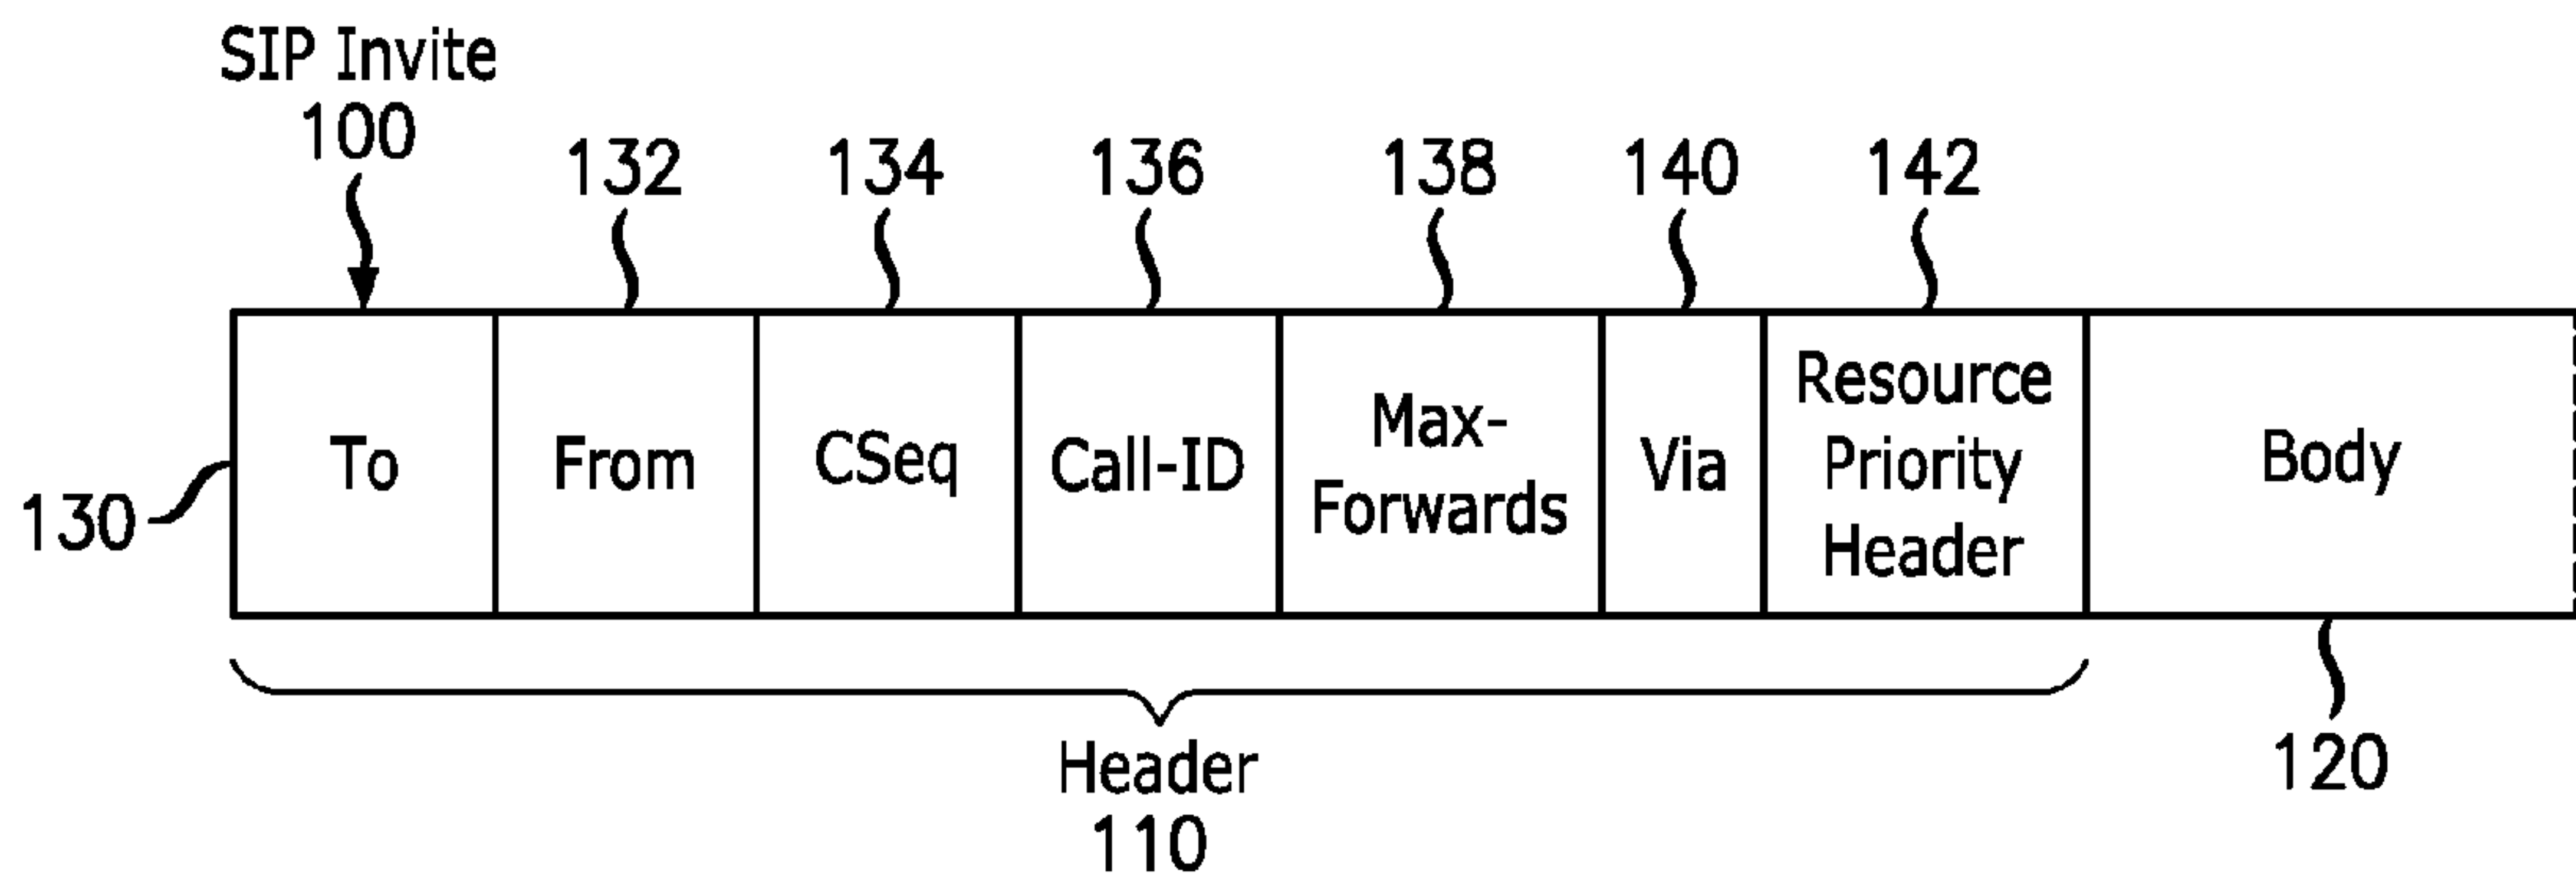 SIP Invite
100
132
134
136
138
140
142
130
To
From
CSeq
Call-ID
Max-
Forwards
Via
Resource
Priority
Header
Body
Header
110
120